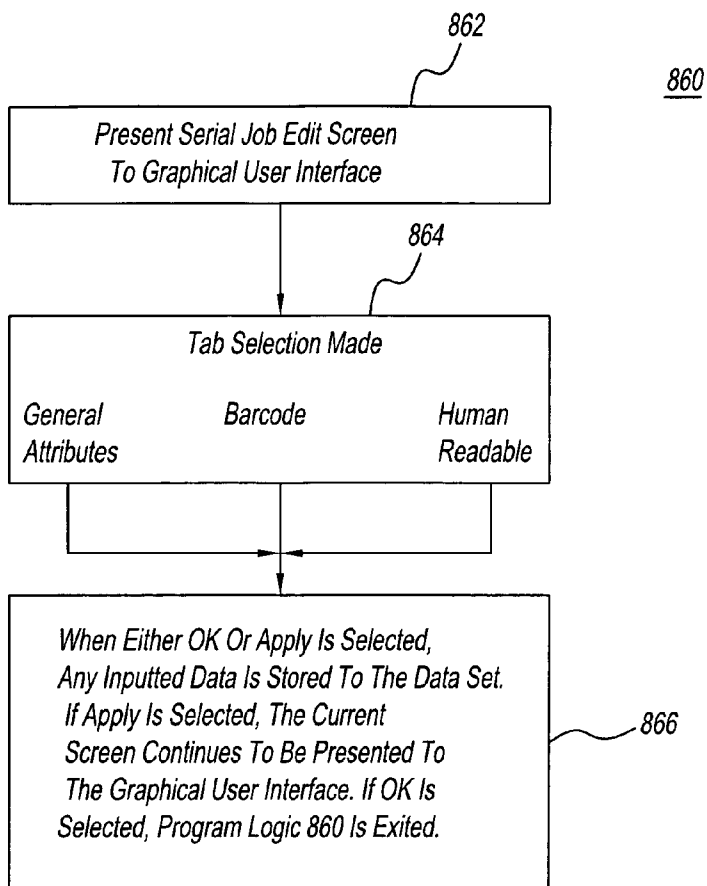 862
860
Present Serial Job Edit Screen
To Graphical User Interface
864
Tab Selection Made
General Barcode Human
Attributes Readable
When Either OK Or Apply Is Selected,
Any Inputted Data Is Stored To The Data Set.
If Apply Is Selected, The Current
Screen Continues To Be Presented To
The Graphical User Interface. If OK Is
Selected, Program Logic 860 Is Exited.
866